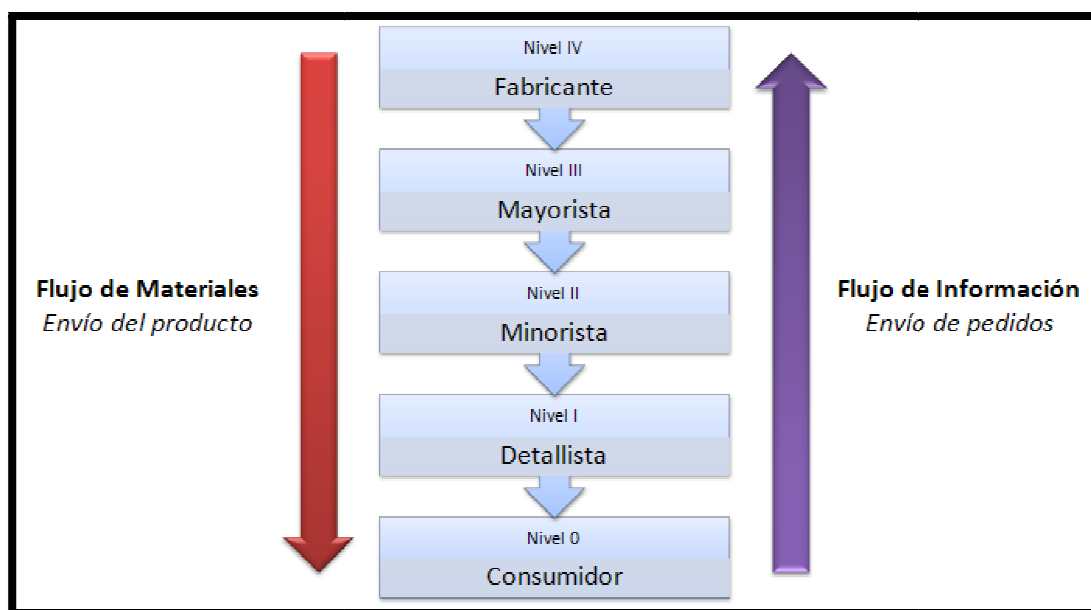 Nivel IV
Fabricante
Nivel III
Mayorista
Flujo de Materiales
Envío del producto
Nivel II
Minorista
Flujo de Información
Envío de pedidos
Nivel I
Detallista
Nivel 0
Consumidor